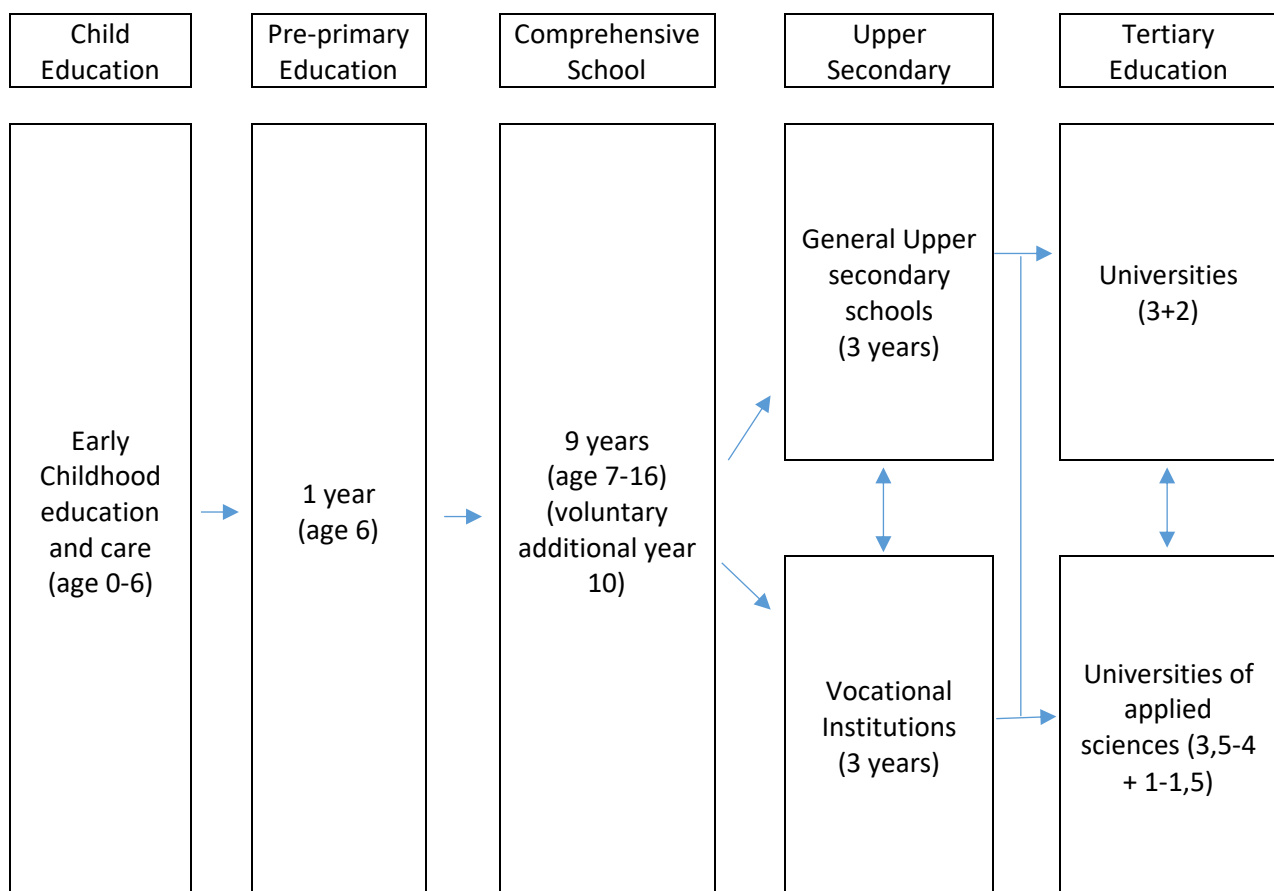 Child
Education
Pre-primary
Education
Comprehensive
School
Upper
Secondary
Tertiary
Education
Early
Childhood
education
and care
(age 0-6)
1 year
(age 6)
9 years
(age 7-16)
(voluntary
additional year
10)
General Upper
secondary
schools
(3 years)
Vocational
Institutions
(3 years)
Universities
(3+2)
Universities of
applied
sciences (3,5-4
+ 1-1,5)